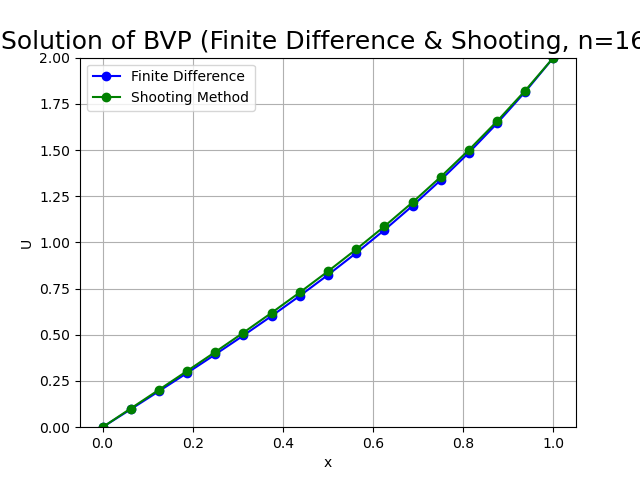 Solution of BVP (Finite Difference & Shooting, n=16
Finite Difference
Shooting Method
U
2.00
1.75
1.50
1.25
1.00
0.75
0.50
0.25
0.00
0.0 0.2 0.4 0.6 0.8 1.0
x